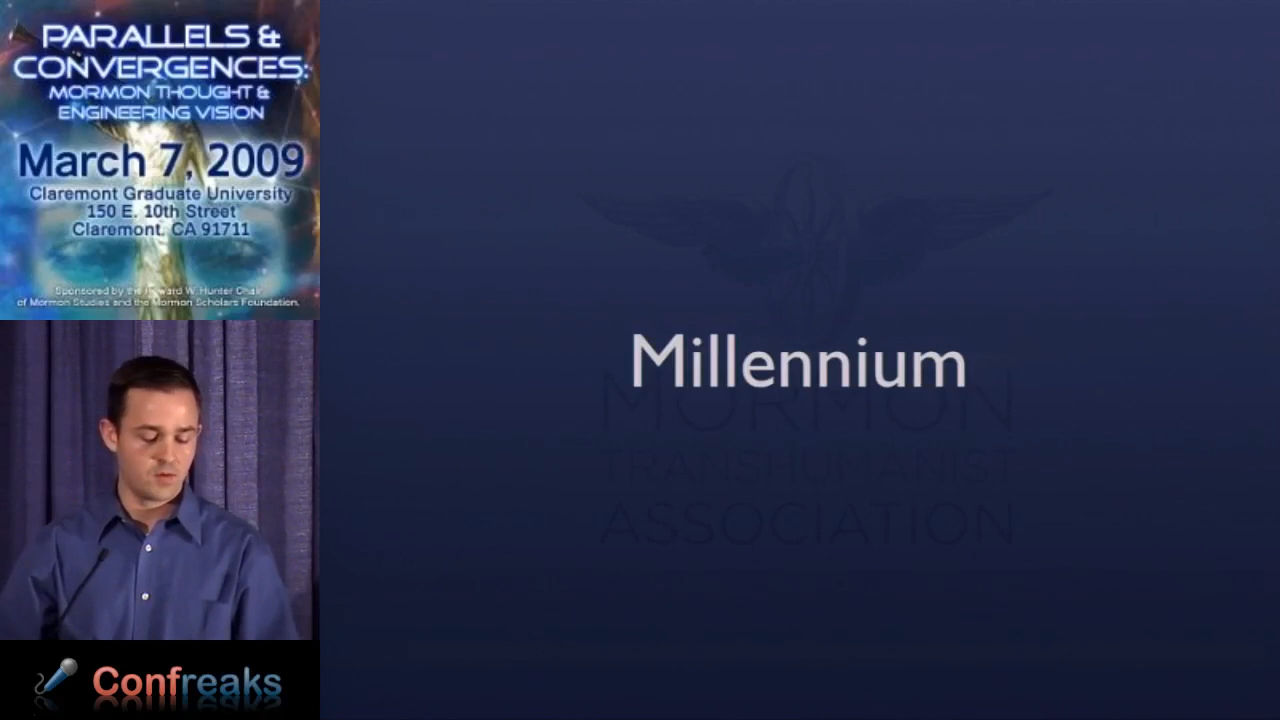 PARALLELS &
CONVERGENCES:
MORMON THOUGHT &
ENGINEERING VISION
March 7, 2009
Claremont Graduate University
150 E. 10th Street
Claremont, CA 91711
Sponsored by the Howard W. Hunter Chair
of Mormon Studies and the Mormon Scholars Foundation.
Confreaks
Millennium
MORMON
TRANSHUMANIST
ASSOCIATION